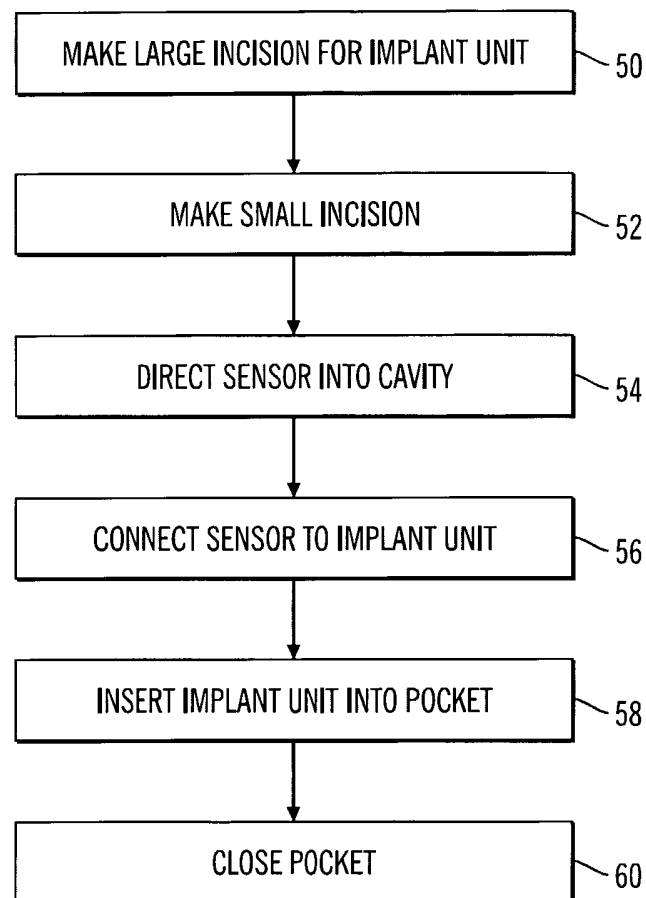 MAKE LARGE INCISION FOR IMPLANT UNIT
50
MAKE SMALL INCISION
52
DIRECT SENSOR INTO CAVITY
54
CONNECT SENSOR TO IMPLANT UNIT
56
INSERT IMPLANT UNIT INTO POCKET
58
CLOSE POCKET
60